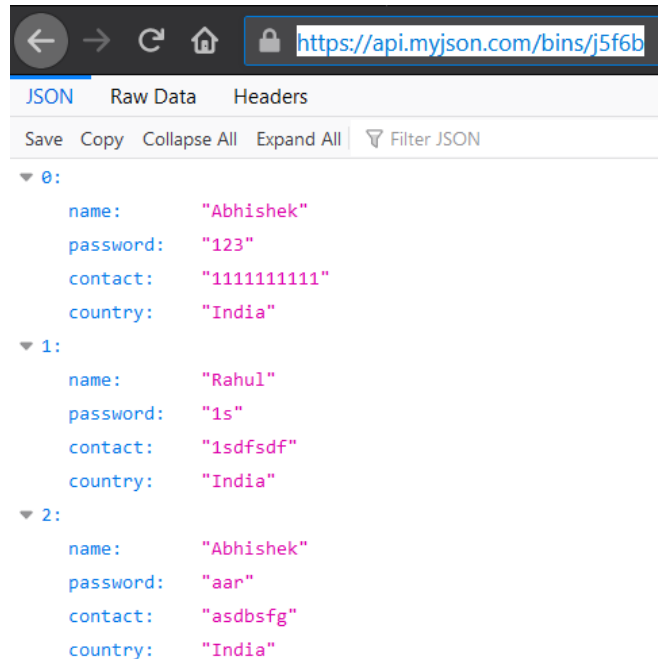 https://api.myjson.com/bins/j5f6b
JSON Raw Data Headers
Save Copy Collapse All Expand All Filter JSON
0:
name: "Abhishek"
password: "123"
contact: "1111111111"
country: "India"
1:
name: "Rahul"
password: "1s"
contact: "1sdfsdf"
country: "India"
2:
name: "Abhishek"
password: "aar"
contact: "asdbsfg"
country: "India"